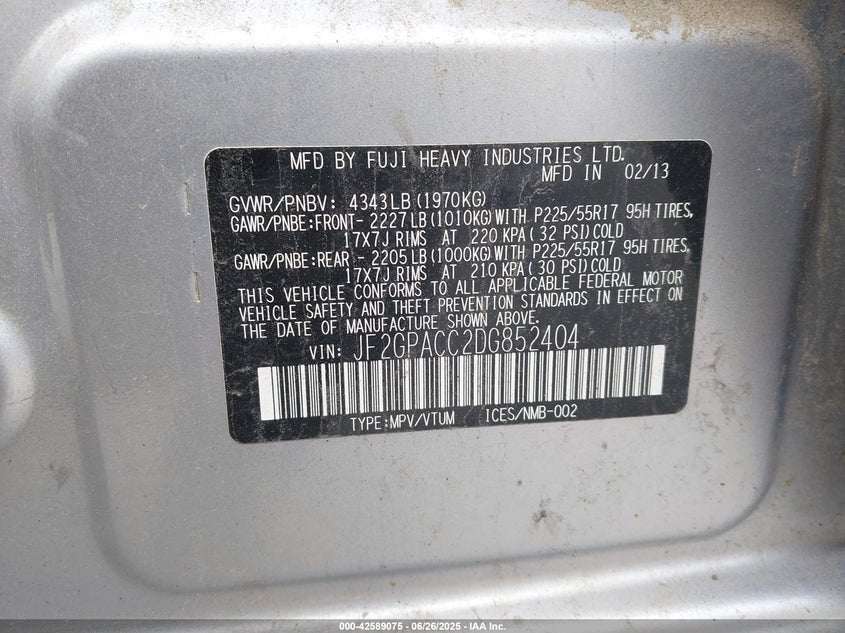 MFD BY FUJI HEAVY INDUSTRIES LTD.
MFD IN 02/13
GVWR/PNBV: 4343LB(1970KG)
GAWR/PNBE:FRONT- 2227LB(1010KG)WITH P225/55R17 95H TIRES,
17X7J RIMS AT 220 KPA(32 PSI)COLD
GAWR/PNBE:REAR - 2205LB(1000KG)WITH P225/55R17 95H TIRES,
17X7J RIMS AT 210 KPA(30 PSI)COLD
THIS VEHICLE CONFORMS TO ALL APPLICABLE FEDERAL MOTOR
VEHICLE SAFETY AND THEFT PREVENTION STANDARDS IN EFFECT ON
THE DATE OF MANUFACTURE SHOWN ABOVE.
VIN: JF2GPACC2DG852404
TYPE:MPV/VTUM ICES/NMB-002
000-42589075 - 06/26/2025 - IAA Inc.